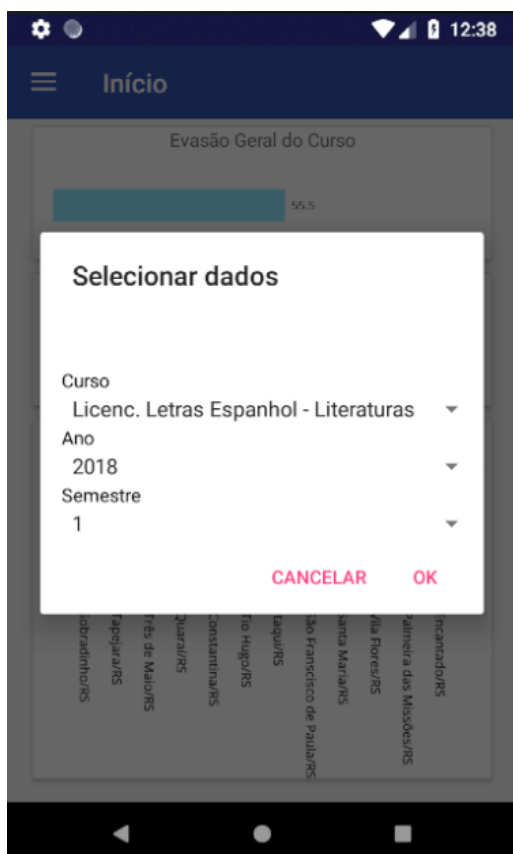 12:38
Início
Evasão Geral do Curso
55.5
Selecionar dados
Curso
Licenc. Letras Espanhol - Literaturas
Ano
2018
Semestre
1
CANCELAR OK
Sobradinho/RS
Tapejara/RS
Três de Maio/RS
Quaraí/RS
Constantina/RS
Tio Hugo/RS
Itaqui/RS
São Franscisco de Paula/RS
Santa Maria/RS
Vila Flores/RS
Palmeira das Missões/RS
Encantado/RS